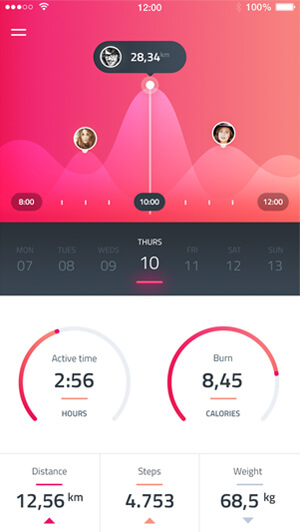 12:00
100%
28,34 km
8:00 10:00 12:00
MON TUES WEDS THURS FRI SAT SUN
07 08 09 10 11 12 13
Active time
2:56
HOURS
Burn
8,45
CALORIES
Distance Steps Weight
12,56 km 4.753 68,5 kg